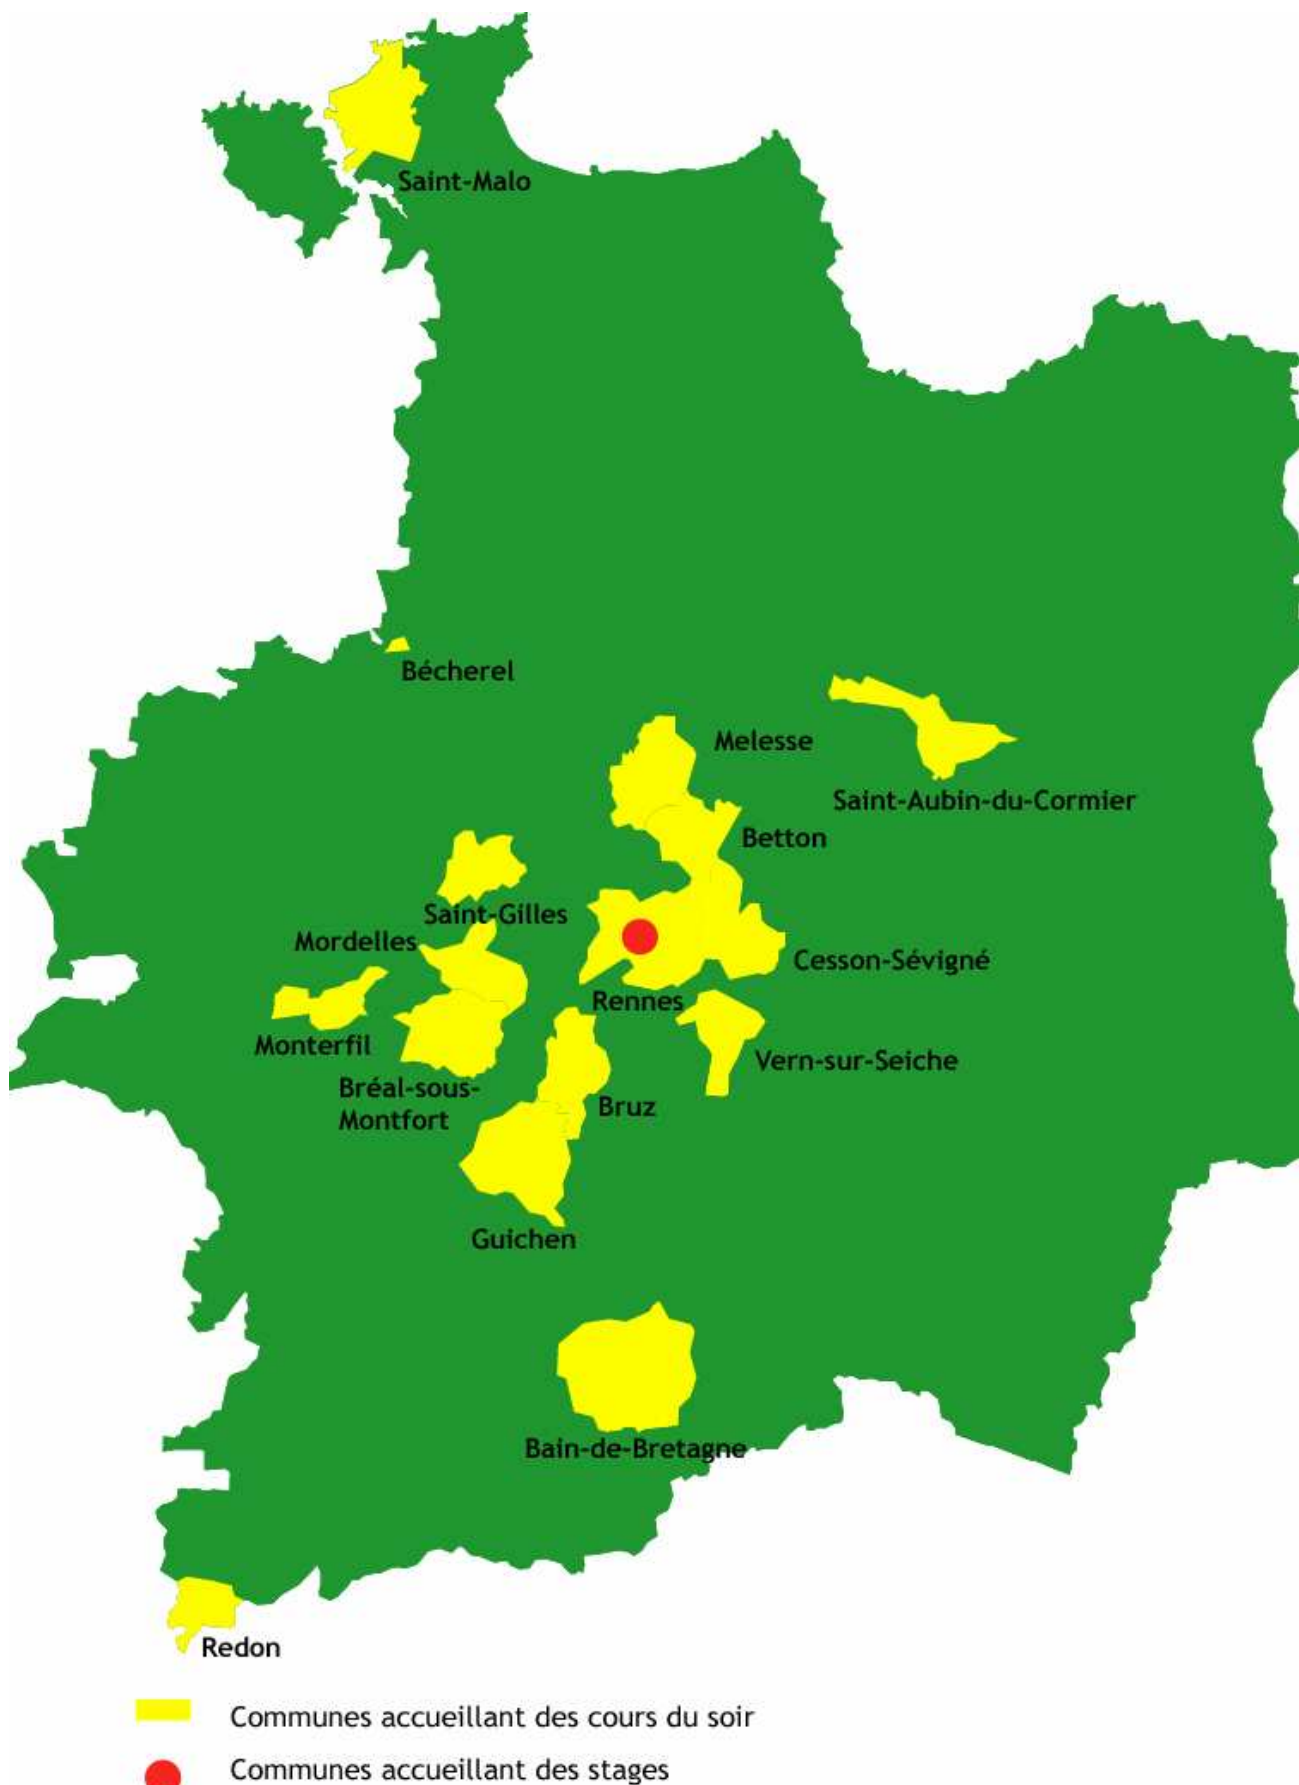 Saint-Malo
Bécherel
Melesse
Saint-Aubin-du-Cormier
Betton
Saint-Gilles
Mordelles
Cesson-Sévigné
Rennes
Monterfil
Vern-sur-Seiche
Bréal-sous-
Montfort
Bruz
Guichen
Bain-de-Bretagne
Redon
Communes accueillant des cours du soir
Communes accueillant des stages